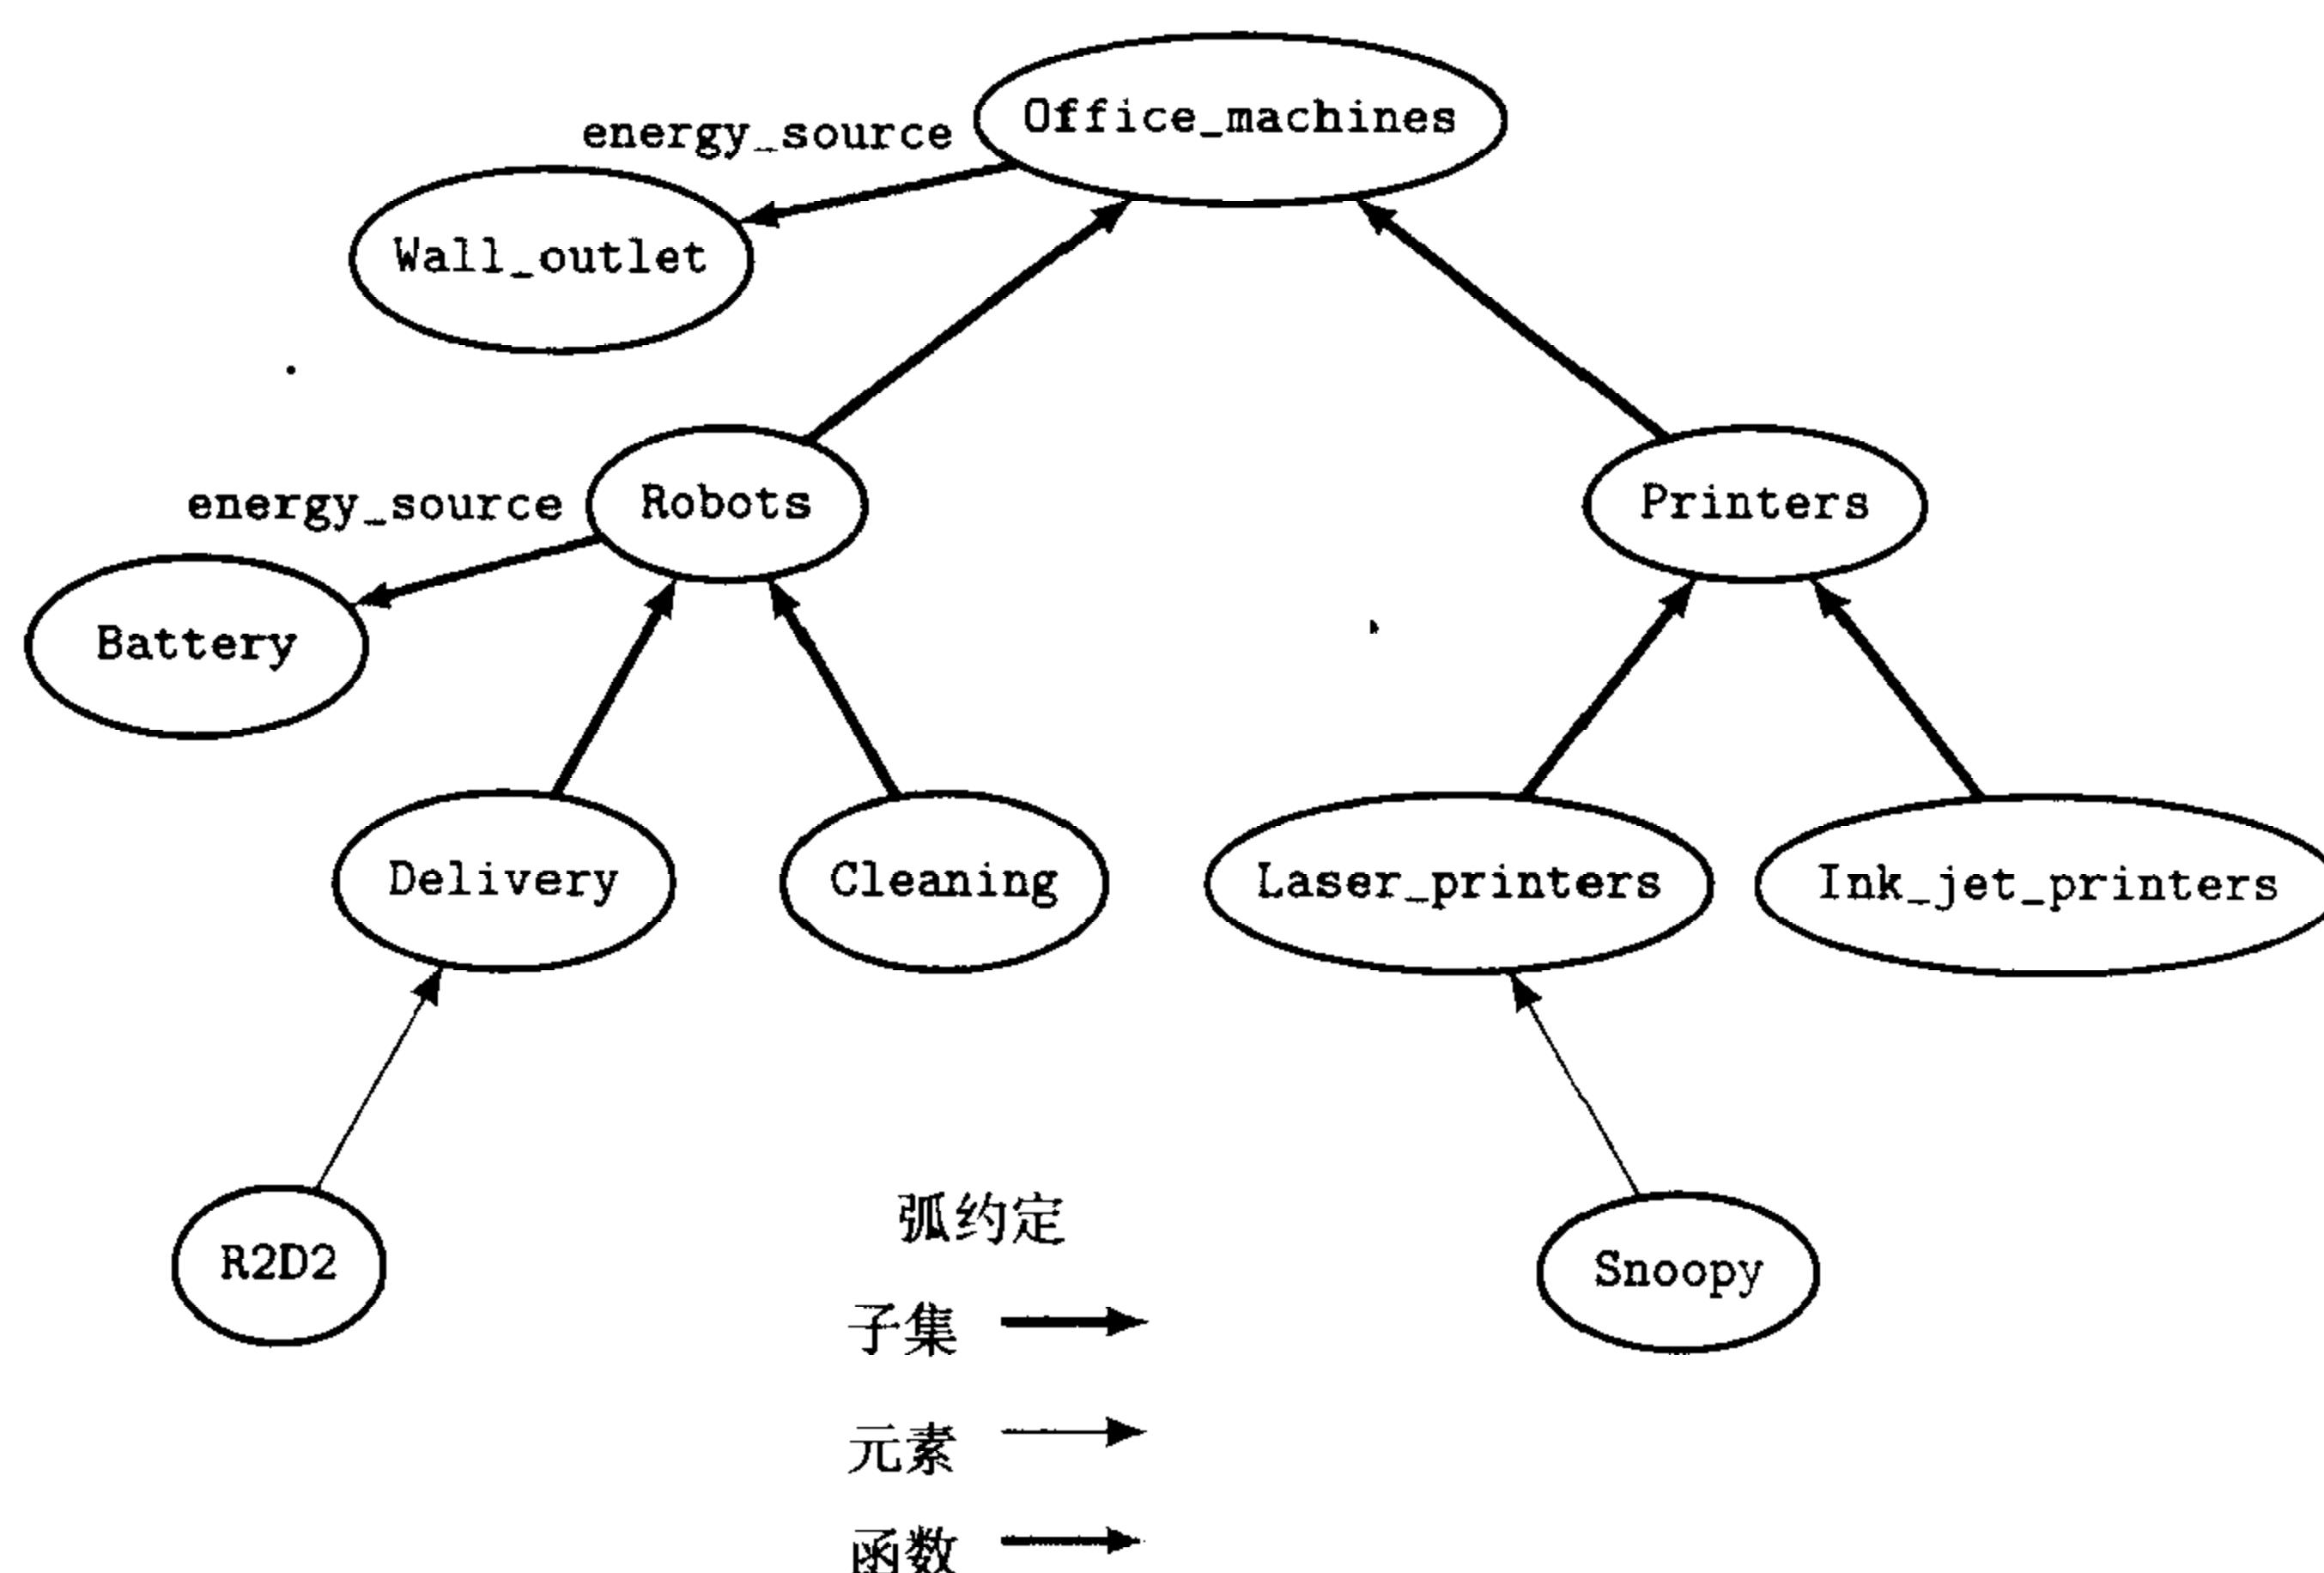 Office_machines
energy_source
Wall_outlet
energy_source
Robots
Printers
Battery
Delivery
Cleaning
Laser_printers
Ink_jet_printers
R2D2
Snoopy
弧约定
子集
元素
函数